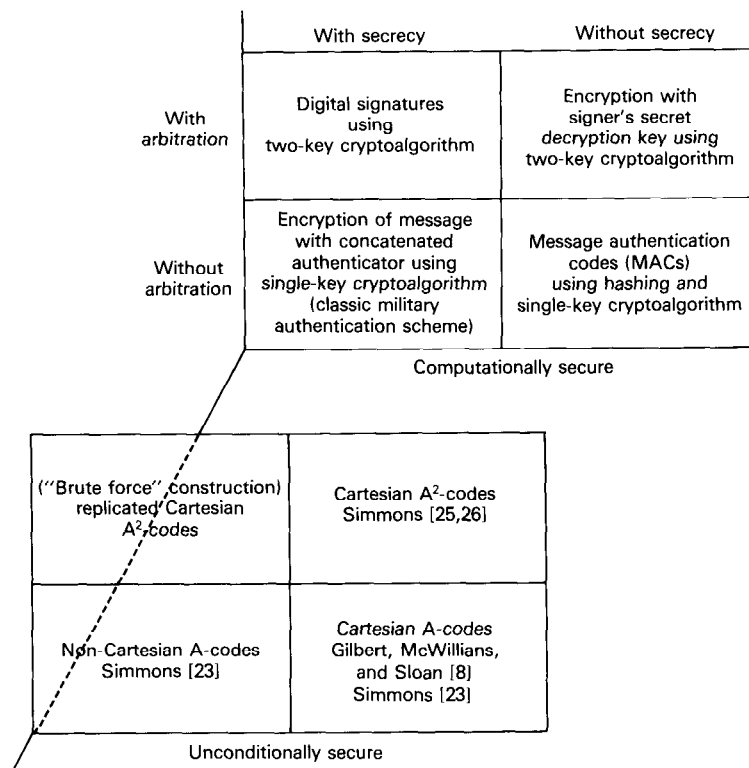 With secrecy
Without secrecy
With
arbitration
Digital signatures
using
two-key cryptoalgorithm
Encryption with
signer's secret
decryption key using
two-key cryptoalgorithm
Without
arbitration
Encryption of message
with concatenated
authenticator using
single-key cryptoalgorithm
(classic military
authentication scheme)
Message authentication
codes (MACs)
using hashing and
single-key cryptoalgorithm
Computationally secure
("Brute force" construction)
replicated Cartesian
A²-codes
Cartesian A²-codes
Simmons [25,26]
Non-Cartesian A-codes
Simmons [23]
Cartesian A-codes
Gilbert, McWilliams,
and Sloan [8]
Simmons [23]
Unconditionally secure